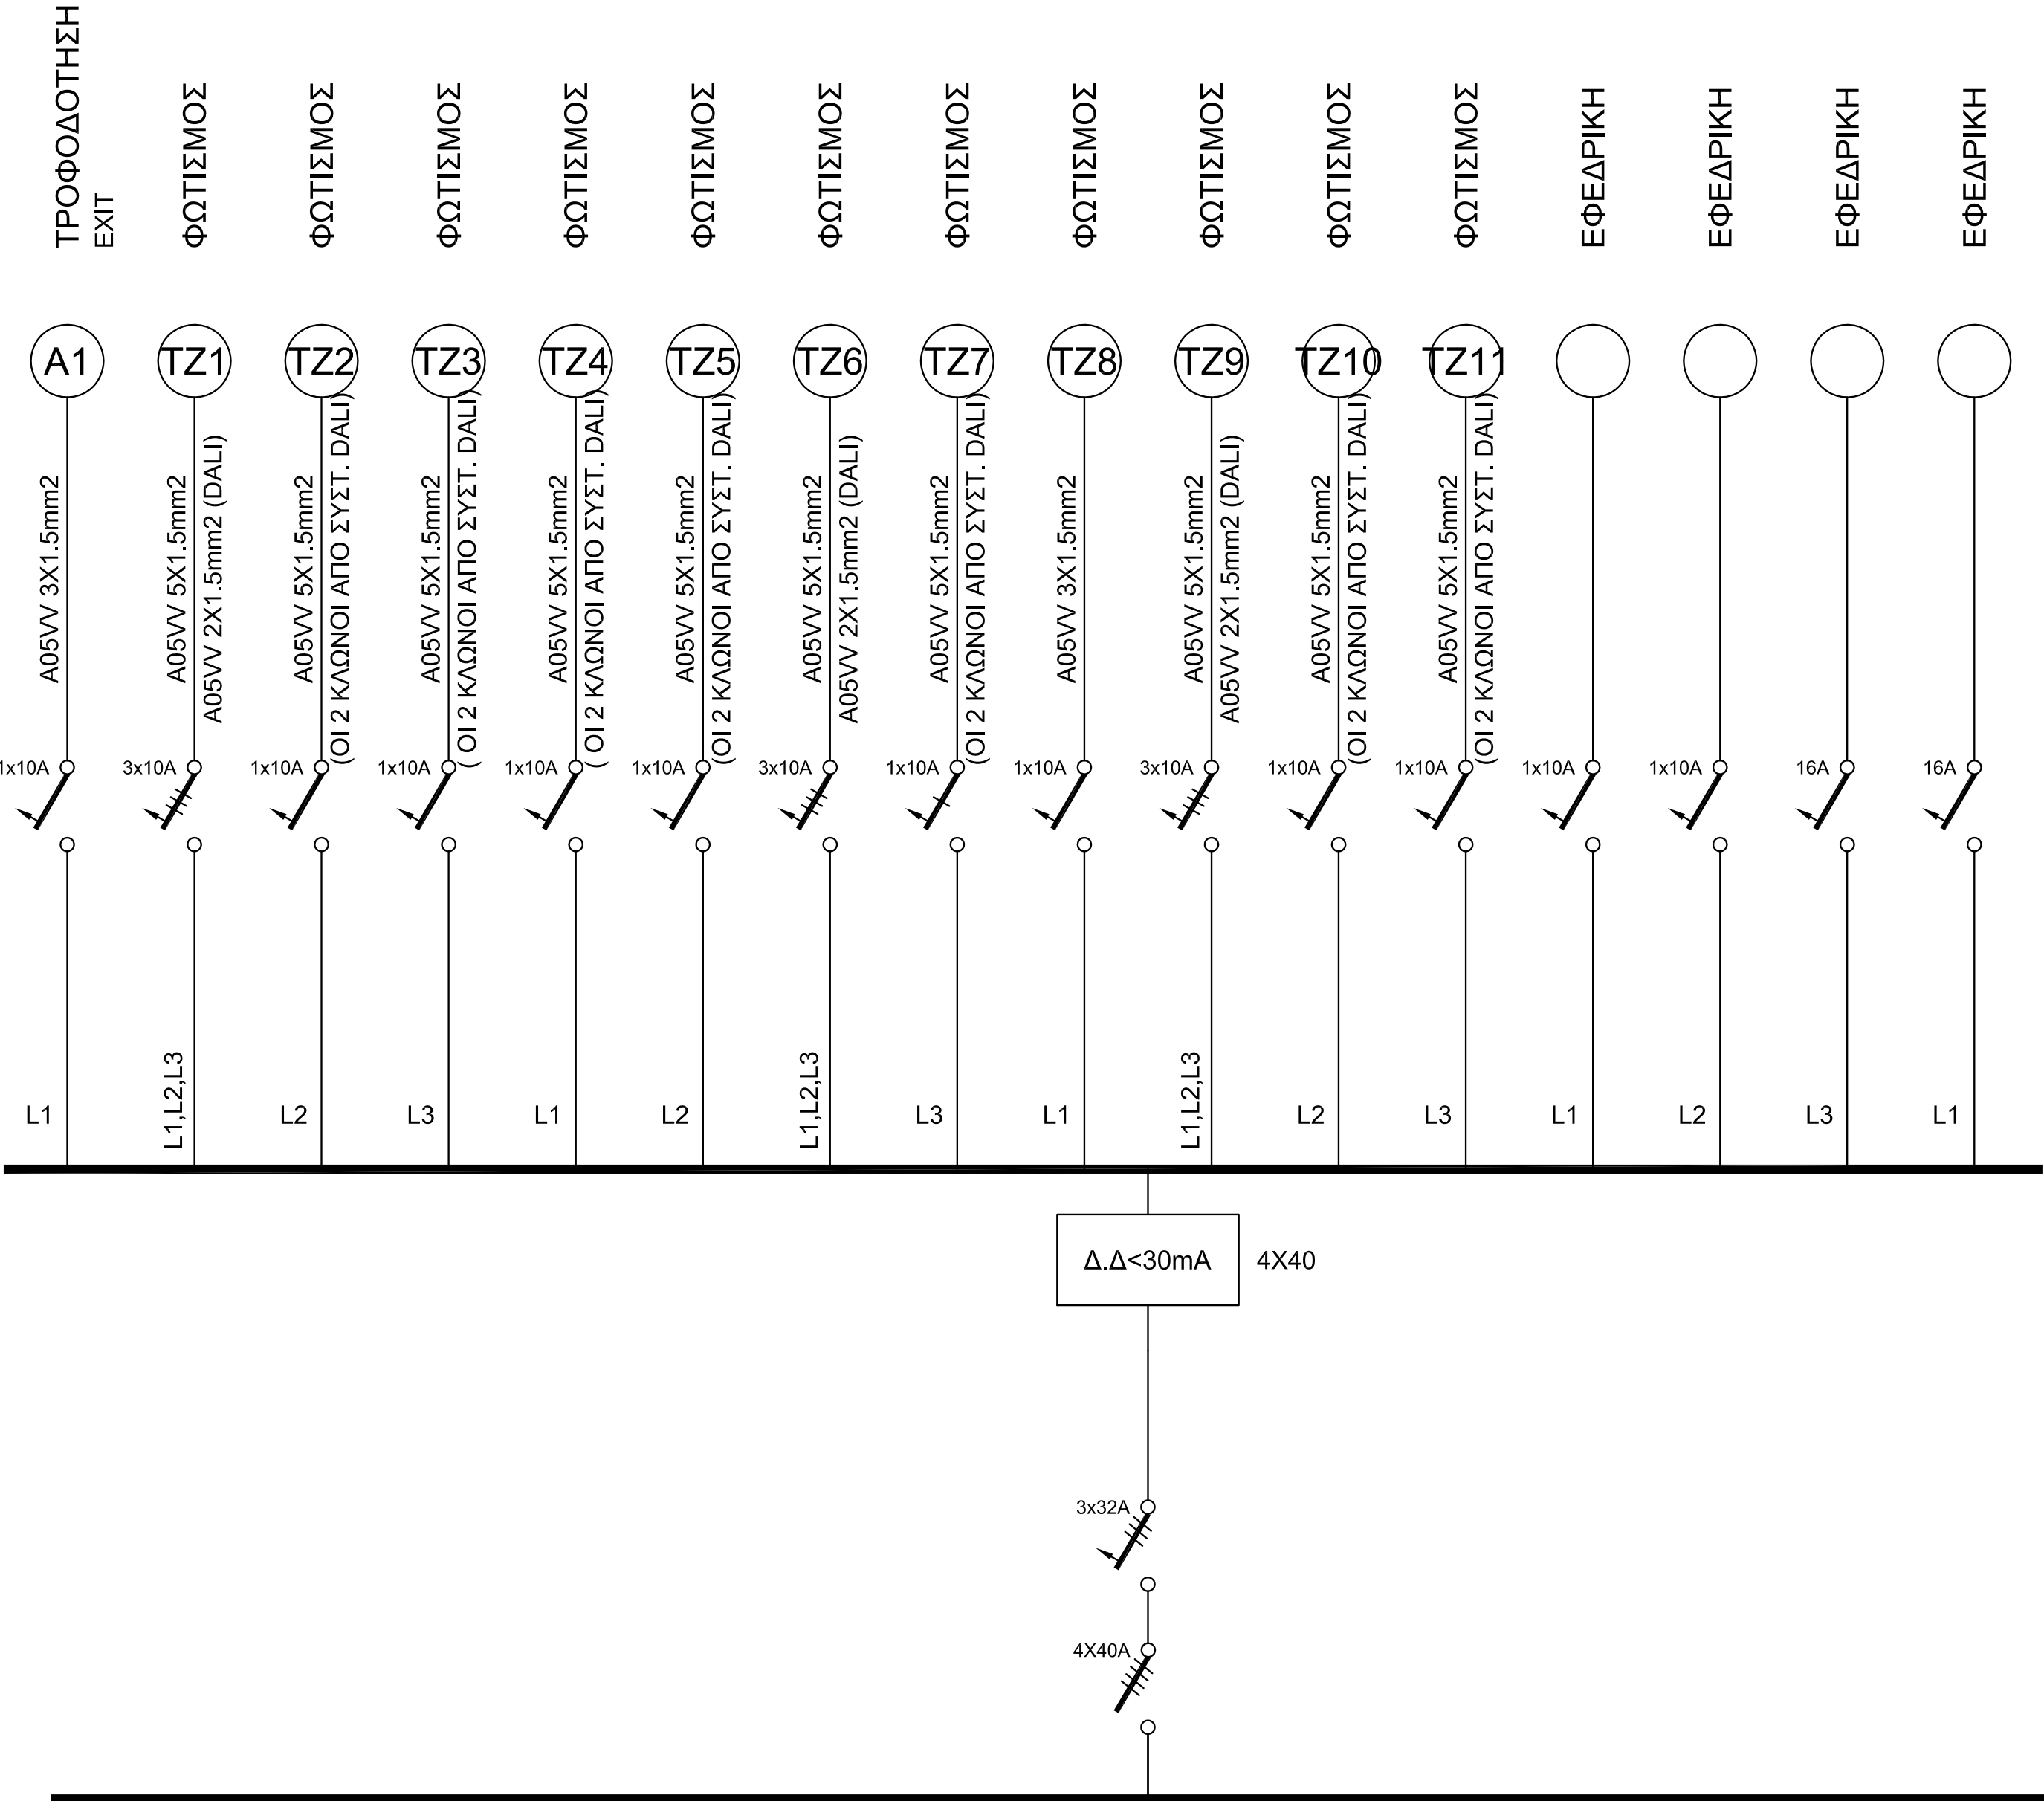 ΤΡΟΦΟΔΟΤΗΣΗ
EXIT
ΦΩΤΙΣΜΟΣ
ΦΩΤΙΣΜΟΣ
ΦΩΤΙΣΜΟΣ
ΦΩΤΙΣΜΟΣ
ΦΩΤΙΣΜΟΣ
ΦΩΤΙΣΜΟΣ
ΦΩΤΙΣΜΟΣ
ΦΩΤΙΣΜΟΣ
ΦΩΤΙΣΜΟΣ
ΦΩΤΙΣΜΟΣ
ΦΩΤΙΣΜΟΣ
ΕΦΕΔΡΙΚΗ
ΕΦΕΔΡΙΚΗ
ΕΦΕΔΡΙΚΗ
ΕΦΕΔΡΙΚΗ
A1
TZ1
TZ2
TZ3
TZ4
TZ5
TZ6
TZ7
TZ8
TZ9
TZ10
TZ11
A05VV 3X1.5mm2
A05VV 5X1.5mm2
A05VV 2X1.5mm2 (DALI)
A05VV 5X1.5mm2
(ΟΙ 2 ΚΛΩΝΟΙ ΑΠΟ ΣΥΣΤ. DALI)
A05VV 5X1.5mm2
(ΟΙ 2 ΚΛΩΝΟΙ ΑΠΟ ΣΥΣΤ. DALI)
A05VV 5X1.5mm2
(ΟΙ 2 ΚΛΩΝΟΙ ΑΠΟ ΣΥΣΤ. DALI)
A05VV 5X1.5mm2
(ΟΙ 2 ΚΛΩΝΟΙ ΑΠΟ ΣΥΣΤ. DALI)
A05VV 5X1.5mm2
A05VV 2X1.5mm2 (DALI)
A05VV 5X1.5mm2
(ΟΙ 2 ΚΛΩΝΟΙ ΑΠΟ ΣΥΣΤ. DALI)
A05VV 3X1.5mm2
A05VV 5X1.5mm2
A05VV 2X1.5mm2 (DALI)
A05VV 5X1.5mm2
(ΟΙ 2 ΚΛΩΝΟΙ ΑΠΟ ΣΥΣΤ. DALI)
A05VV 5X1.5mm2
(ΟΙ 2 ΚΛΩΝΟΙ ΑΠΟ ΣΥΣΤ. DALI)
1x10A
3x10A
1x10A
1x10A
1x10A
1x10A
3x10A
1x10A
1x10A
3x10A
1x10A
1x10A
1x10A
1x10A
16A
16A
L1
L1,L2,L3
L2
L3
L1
L2
L1,L2,L3
L3
L1
L1,L2,L3
L2
L3
L1
L2
L3
L1
Δ.Δ<30mA
4X40
3x32A
4X40A